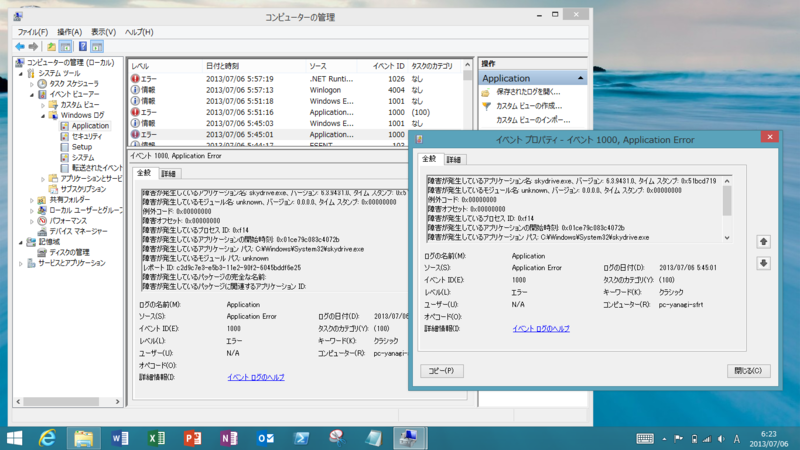 コンピューターの管理
ファイル(F) 操作(A) 表示(V) ヘルプ(H)
コンピューターの管理 (ローカル)
システム ツール
タスク スケジューラ
イベント ビューアー
カスタム ビュー
Windows ログ
Application
セキュリティ
Setup
システム
転送されたイベント
アプリケーションとサービ
サブスクリプション
共有フォルダー
ローカル ユーザーとグループ
パフォーマンス
デバイス マネージャー
記憶域
ディスクの管理
サービスとアプリケーション
レベル 日付と時刻 ソース イベント ID タスクのカテゴリ
エラー 2013/07/06 5:57:19 .NET Runti... 1026 なし
情報 2013/07/06 5:57:13 Winlogon 4004 なし
情報 2013/07/06 5:51:18 Windows E... 1001 なし
エラー 2013/07/06 5:51:16 Application... 1000 (100)
情報 2013/07/06 5:45:03 Windows E... 1001 なし
エラー 2013/07/06 5:45:01 Application... 1000
情報 2013/07/06 5:44:17 ESENT 103
イベント 1000, Application Error
全般 詳細
障害が発生しているアプリケーション名: skydrive.exe、バージョン: 6.3.9431.0、タイム スタンプ: 0x51
障害が発生しているモジュール名: unknown、バージョン: 0.0.0.0、タイム スタンプ: 0x00000000
例外コード: 0x00000000
障害オフセット: 0x00000000
障害が発生しているプロセス ID: 0xf14
障害が発生しているアプリケーションの開始時刻: 0x01ce79c083c4072b
障害が発生しているアプリケーション パス: C:¥Windows¥System32¥skydrive.exe
障害が発生しているモジュール パス: unknown
レポート ID: c2d9c7e3-e5b3-11e2-90f2-6045bddf6e25
障害が発生しているパッケージの完全な名前:
障害が発生しているパッケージに関連するアプリケーション ID:
ログの名前(M): Application
ソース(S): Application Error ログの日付(D): 2013/07/06
イベント ID(E): 1000 タスクのカテゴリ(Y): (100)
レベル(L): エラー キーワード(K): クラシック
ユーザー(U): N/A コンピューター(R): pc-yanagi-s
オペコード(O):
詳細情報(I): イベント ログのヘルプ
操作
Application
保存されたログを開く...
カスタム ビューの作成...
カスタム ビューのインポー...
イベント プロパティ - イベント 1000, Application Error
全般 詳細
障害が発生しているアプリケーション名: skydrive.exe、バージョン: 6.3.9431.0、タイム スタンプ: 0x51bcd719
障害が発生しているモジュール名: unknown、バージョン: 0.0.0.0、タイム スタンプ: 0x00000000
例外コード: 0x00000000
障害オフセット: 0x00000000
障害が発生しているプロセス ID: 0xf14
障害が発生しているアプリケーションの開始時刻: 0x01ce79c083c4072b
障害が発生しているアプリケーション パス: C:¥Windows¥System32¥skydrive.exe
ログの名前(M): Application
ソース(S): Application Error ログの日付(D): 2013/07/06 5:45:01
イベント ID(E): 1000 タスクのカテゴリ(Y): (100)
レベル(L): エラー キーワード(K): クラシック
ユーザー(U): N/A コンピューター(R): pc-yanagi-sfrt
オペコード(O):
詳細情報(I): イベント ログのヘルプ
コピー(P) 閉じる(C)
A 6:23
2013/07/06